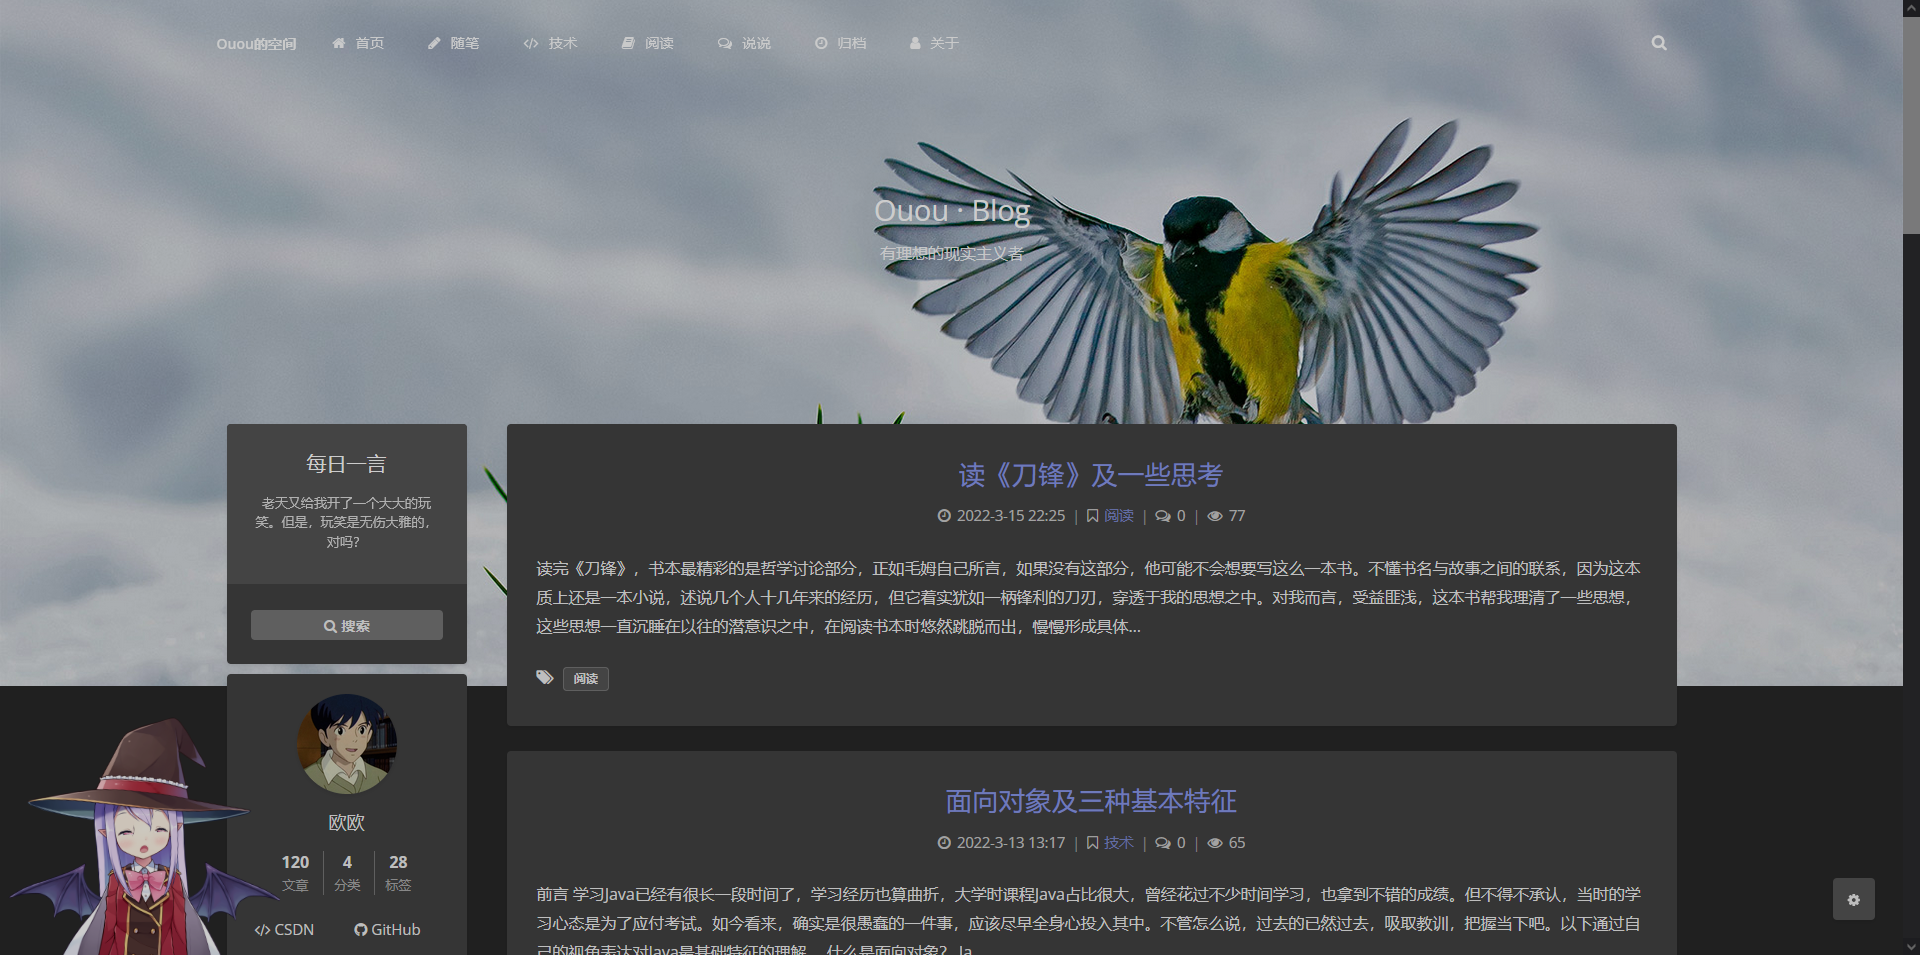 Ouou的空间 首页 随笔 技术 阅读 说说 归档 关于
Ouou · Blog
有理想的现实主义者
每日一言
老天又给我开了一个大大的玩
笑。但是，玩笑是无伤大雅的，
对吗？
搜索
欧欧
120 4 28
文章 分类 标签
CSDN GitHub
读《刀锋》及一些思考
2022-3-15 22:25 | 阅读 | 0 | 77
读完《刀锋》，书本最精彩的是哲学讨论部分，正如毛姆自己所言，如果没有这部分，他可能不会想要写这么一本书。不懂书名与故事之间的联系，因为这本
质上还是一本小说，述说几个人十几年来的经历，但它着实犹如一柄锋利的刀刃，穿透于我的思想之中。对我而言，受益匪浅，这本书帮我理清了一些思想，
这些思想一直沉睡在以往的潜意识之中，在阅读书本时悠然跳脱而出，慢慢形成具体...
阅读
面向对象及三种基本特征
2022-3-13 13:17 | 技术 | 0 | 65
前言 学习Java已经有很长一段时间了，学习经历也算曲折，大学时课程Java占比很大，曾经花过不少时间学习，也拿到不错的成绩。但不得不承认，当时的学
习心态是为了应付考试。如今看来，确实是很愚蠢的一件事，应该尽早全身心投入其中。不管怎么说，过去的已然过去，吸取教训，把握当下吧。以下通过自
己的视角表达对Java最基础特征的理解。 什么是面向对象？ Ja